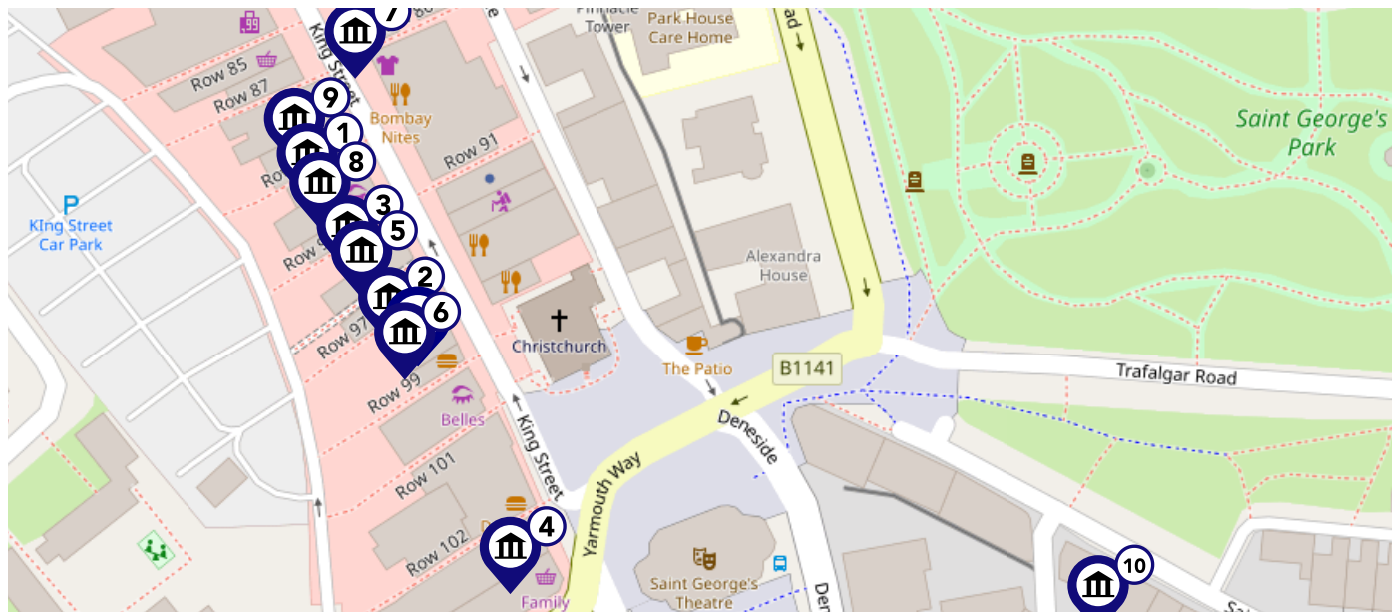 7
King Street
Pinnacle
Tower
Park House
Care Home
Row 85
Row 87
9
Bombay
Nites
1
Row 91
8
Saint George's
Park
P
KIng Street
Car Park
3
5
Alexandra
House
2
Row 97
6
Christchurch
The Patio
B1141
Trafalgar Road
Row 99
Belles
Deneside
King Street
Row 101
Yarmouth Way
4
Row 102
10
Saint George's
Theatre
Family